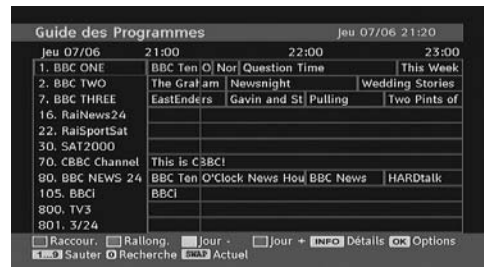 Guide des Programmes Jeu 07/06 21:20
Jeu 07/06 21:00 22:00 23:00
1. BBC ONE BBC Ten O Nor Question Time This Week
2. BBC TWO The Graham Newsnight Wedding Stories
7. BBC THREE EastEnders Gavin and St Pulling Two Pints of
16. RaiNews24
22. RaiSportSat
30. SAT2000
70. CBBC Channel This is CBBC!
80. BBC NEWS 24 BBC Ten O'Clock News Hou BBC News HARDtalk
105. BBCi BBCi
800. TV3
801. 3/24
Raccour. Rallong. Jour - Jour + INFO Détails OK Options
1...9 Sauter Recherche SWAP Actuel